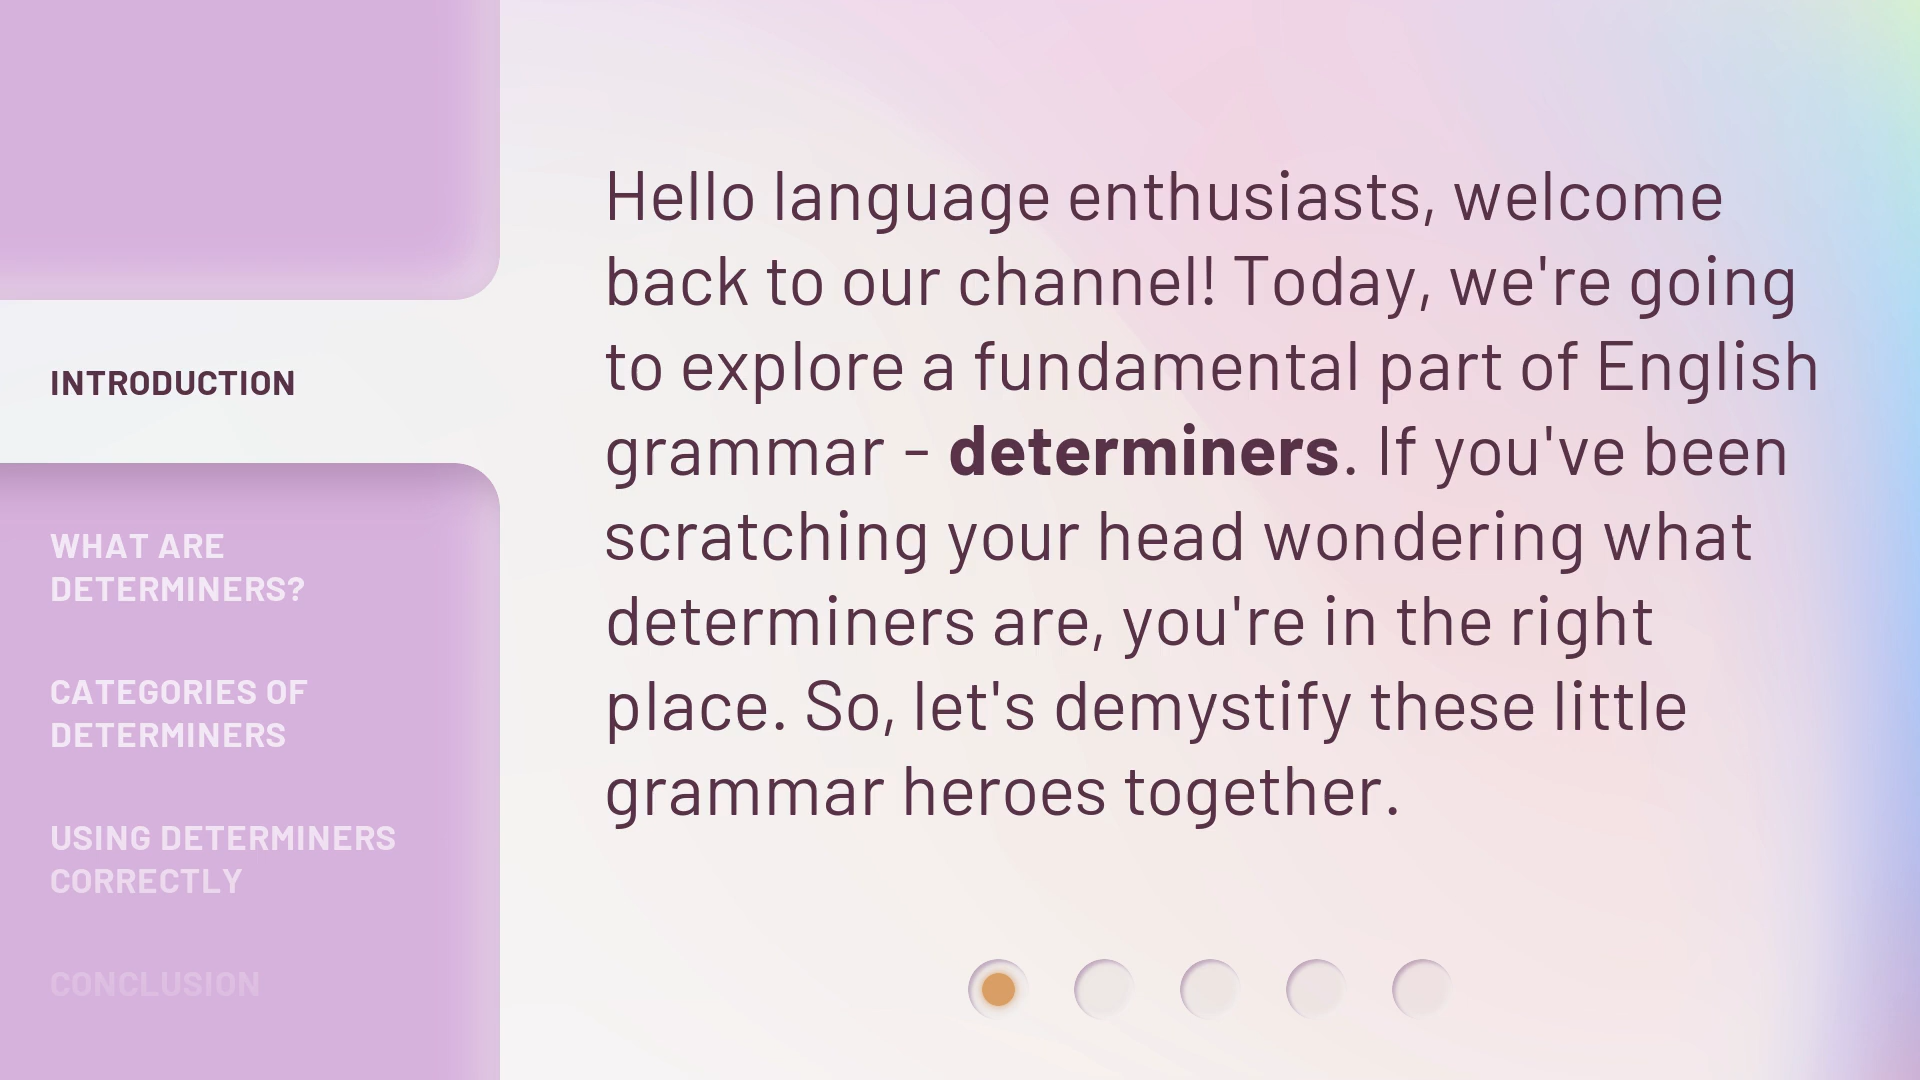 INTRODUCTION
WHAT ARE
DETERMINERS?
CATEGORIES OF
DETERMINERS
USING DETERMINERS
CORRECTLY
CONCLUSION
Hello language enthusiasts, welcome
back to our channel! Today, we're going
to explore a fundamental part of English
grammar - determiners. If you've been
scratching your head wondering what
determiners are, you're in the right
place. So, let's demystify these little
grammar heroes together.